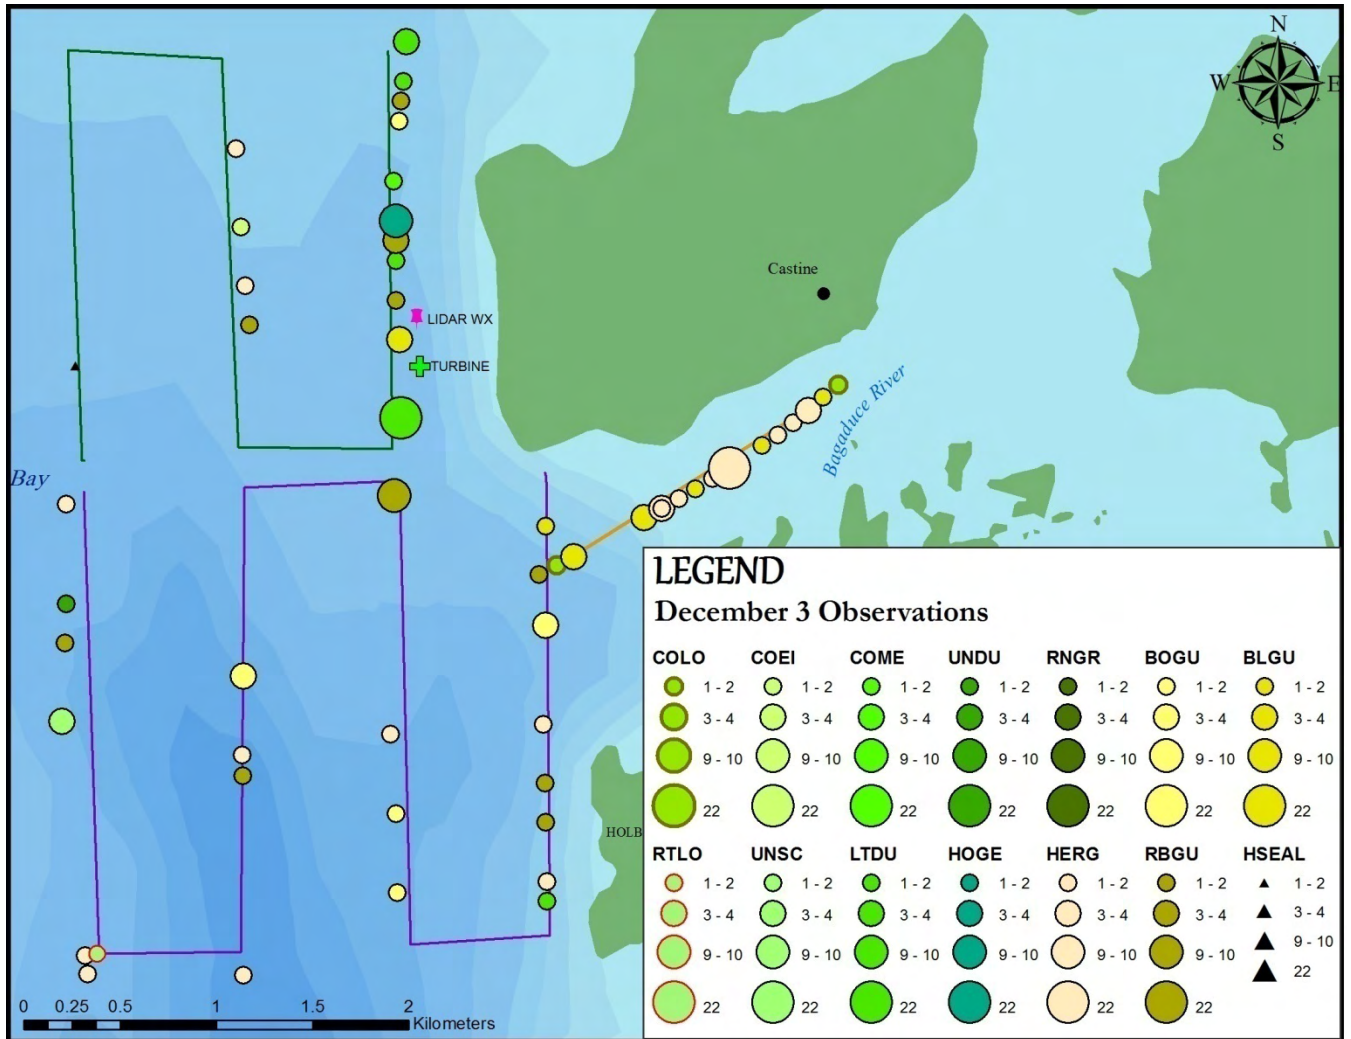 N
W
E
S
Castine
LIDAR WX
TURBINE
Bagaduce River
Bay
HOLB
LEGEND
December 3 Observations
COLO COEI COME UNDU RNGR BOGU BLGU
1 - 2 1 - 2 1 - 2 1 - 2 1 - 2 1 - 2 1 - 2
3 - 4 3 - 4 3 - 4 3 - 4 3 - 4 3 - 4 3 - 4
9 - 10 9 - 10 9 - 10 9 - 10 9 - 10 9 - 10 9 - 10
22 22 22 22 22 22 22
RTLO UNSC LTDU HOGE HERG RBGU HSEAL
1 - 2 1 - 2 1 - 2 1 - 2 1 - 2 1 - 2 1 - 2
3 - 4 3 - 4 3 - 4 3 - 4 3 - 4 3 - 4 3 - 4
9 - 10 9 - 10 9 - 10 9 - 10 9 - 10 9 - 10 9 - 10
22 22 22 22 22 22 22
0 0.25 0.5 1 1.5 2
Kilometers